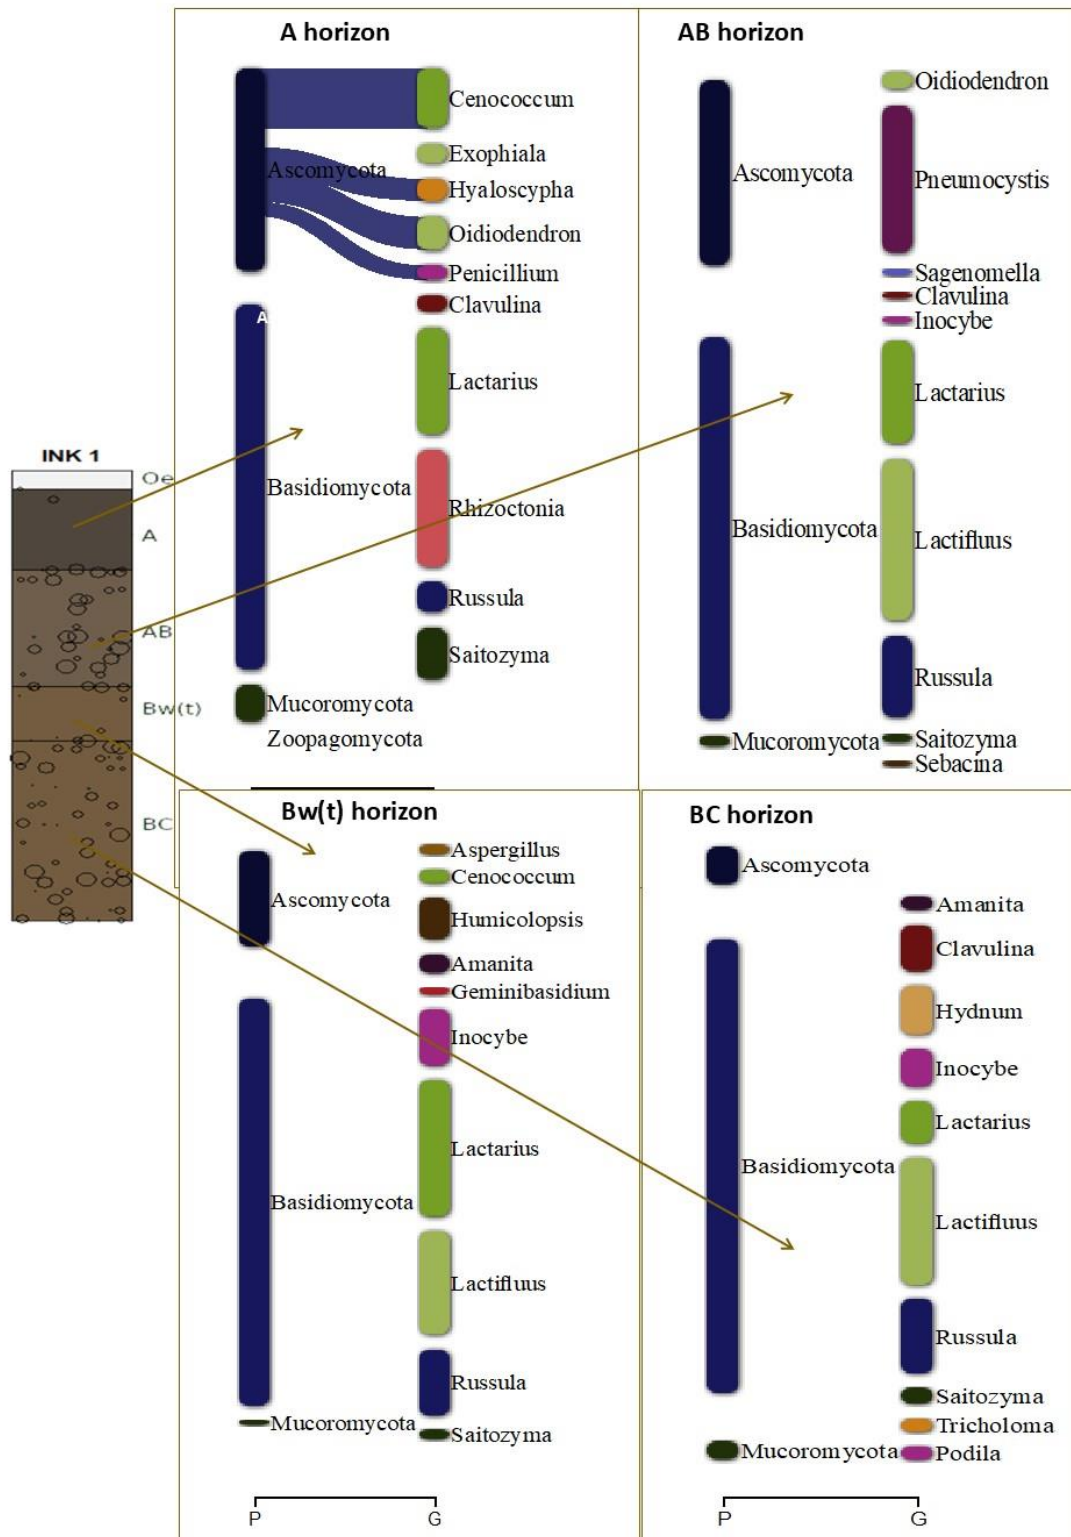 A horizon
Cenococcum
Exophiala
Ascomycota
Hyaloscypha
Oidiodendron
Penicillium
Clavulina
A
Lactarius
Basidiomycota
Rhizoctonia
Russula
Saitozyma
Mucoromycota
Zoopagomycota
AB horizon
Oidiodendron
Ascomycota
Pneumocystis
Sagenomella
Clavulina
Inocybe
Lactarius
Basidiomycota
Lactifluus
Russula
Mucoromycota
Saitozyma
Sebacina
INK 1
Oe
A
AB
Bw(t)
BC
Bw(t) horizon
Aspergillus
Cenococcum
Ascomycota
Humicolopsis
Amanita
Geminibasidium
Inocybe
Lactarius
Basidiomycota
Lactifluus
Russula
Mucoromycota
Saitozyma
P G
BC horizon
Ascomycota
Amanita
Clavulina
Hydnum
Inocybe
Lactarius
Basidiomycota
Lactifluus
Russula
Saitozyma
Tricholoma
Mucoromycota
Podila
P G